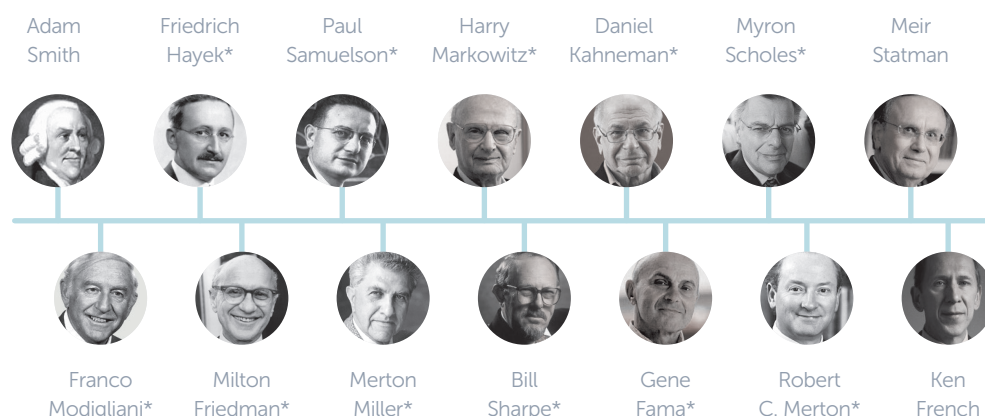 Adam
Smith
Friedrich
Hayek*
Paul
Samuelson*
Harry
Markowitz*
Daniel
Kahneman*
Myron
Scholes*
Meir
Statman
Franco
Modigliani*
Milton
Friedman*
Merton
Miller*
Bill
Sharpe*
Gene
Fama*
Robert
C. Merton*
Ken
French